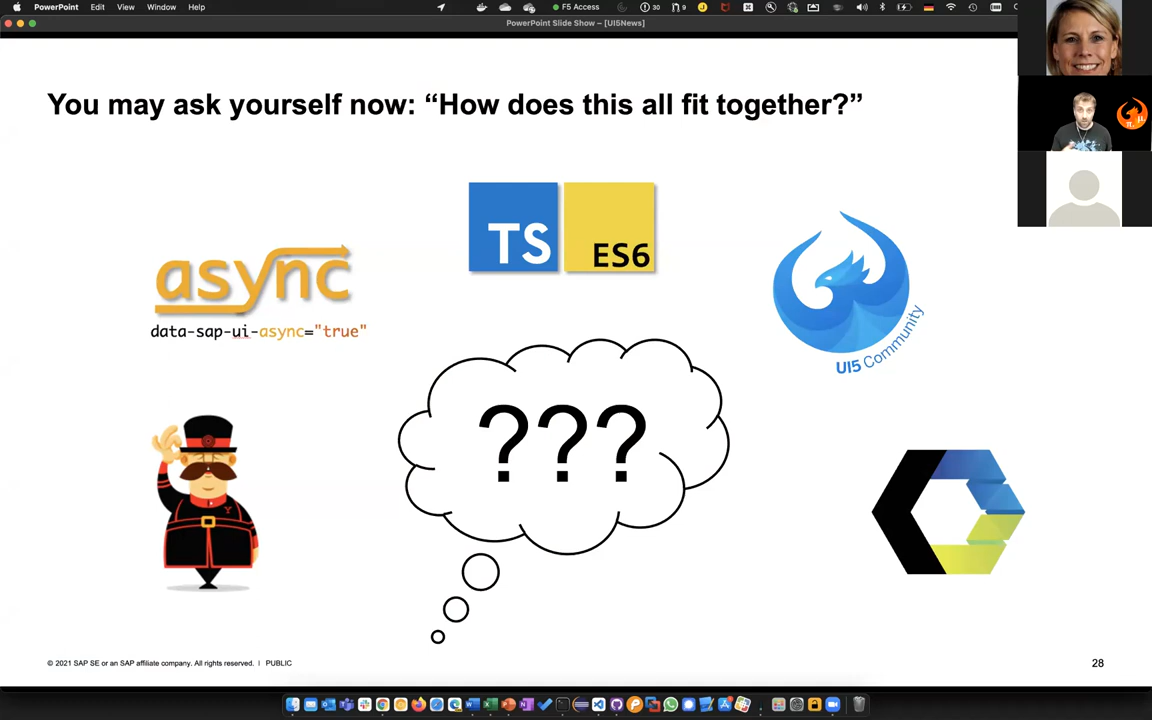 PowerPoint Edit View Window Help
F5 Access
30
9
PowerPoint Slide Show – [UI5News]
You may ask yourself now: “How does this all fit together?”
TS
ES6
async
data-sap-ui-async="true"
UI5 Community
???
© 2021 SAP SE or an SAP affiliate company. All rights reserved. I PUBLIC
28